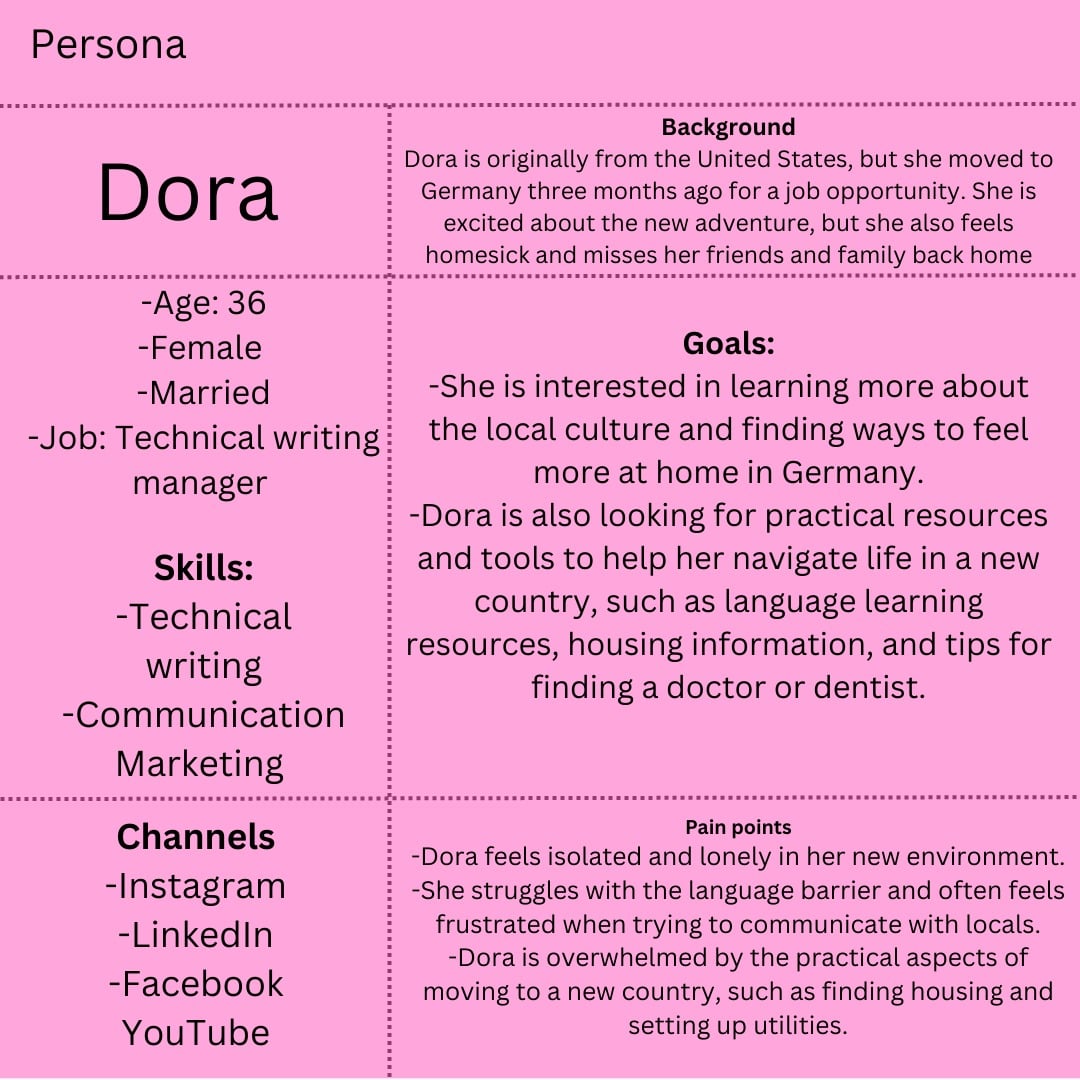 Persona
Dora
Background
Dora is originally from the United States, but she moved to
Germany three months ago for a job opportunity. She is
excited about the new adventure, but she also feels
homesick and misses her friends and family back home
-Age: 36
-Female
-Married
-Job: Technical writing
manager
Skills:
-Technical
writing
-Communication
Marketing
Goals:
-She is interested in learning more about
the local culture and finding ways to feel
more at home in Germany.
-Dora is also looking for practical resources
and tools to help her navigate life in a new
country, such as language learning
resources, housing information, and tips for
finding a doctor or dentist.
Channels
-Instagram
-LinkedIn
-Facebook
YouTube
Pain points
-Dora feels isolated and lonely in her new environment.
-She struggles with the language barrier and often feels
frustrated when trying to communicate with locals.
-Dora is overwhelmed by the practical aspects of
moving to a new country, such as finding housing and
setting up utilities.